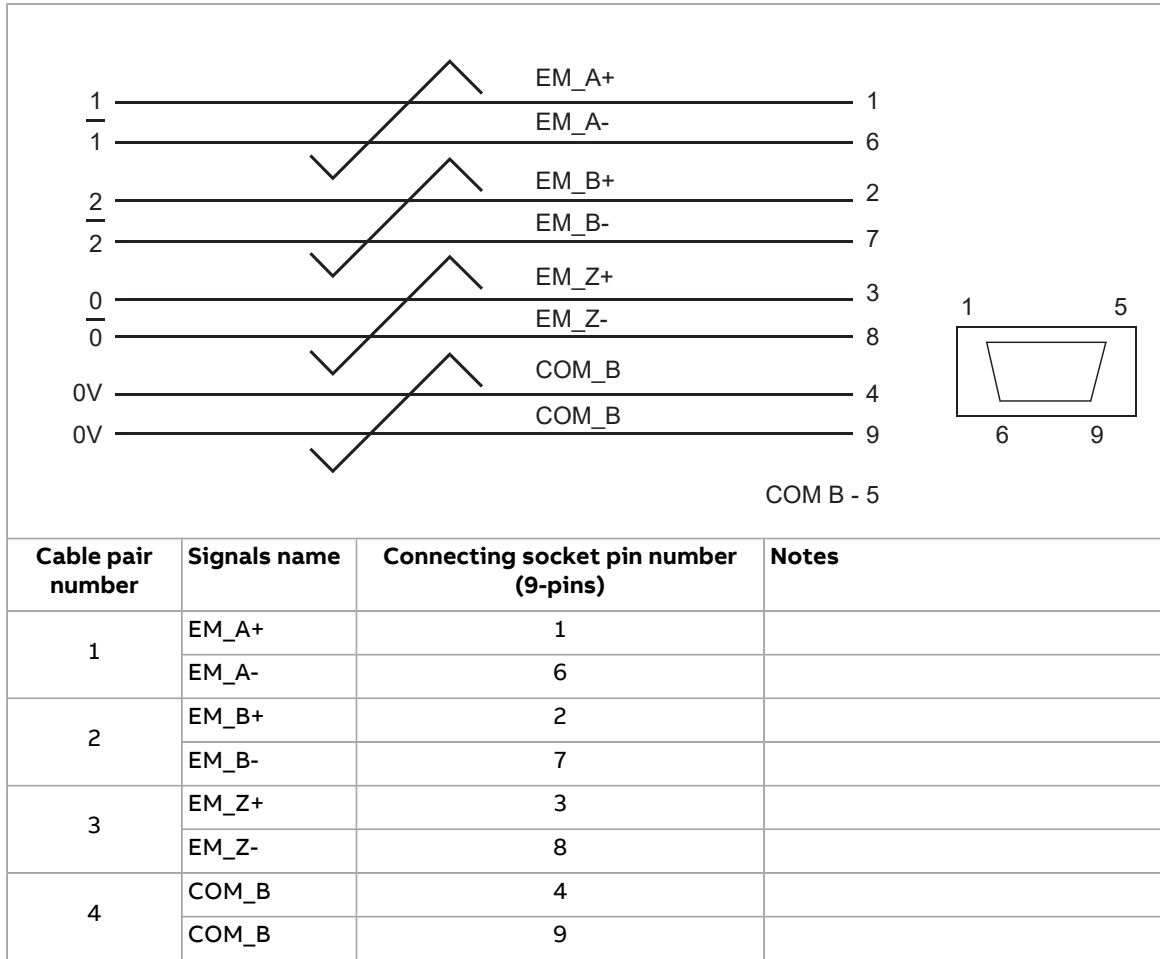 EM_A+
1 1
EM_A-
1 6
EM_B+
2 2
EM_B-
2 7
EM_Z+
0 3
EM_Z-
0 8
COM_B
0V 4
COM_B
0V 9
COM B - 5
1 5
6 9
Cable pair number Signals name Connecting socket pin number (9-pins) Notes
1 EM_A+ 1
EM_A- 6
2 EM_B+ 2
EM_B- 7
3 EM_Z+ 3
EM_Z- 8
4 COM_B 4
COM_B 9